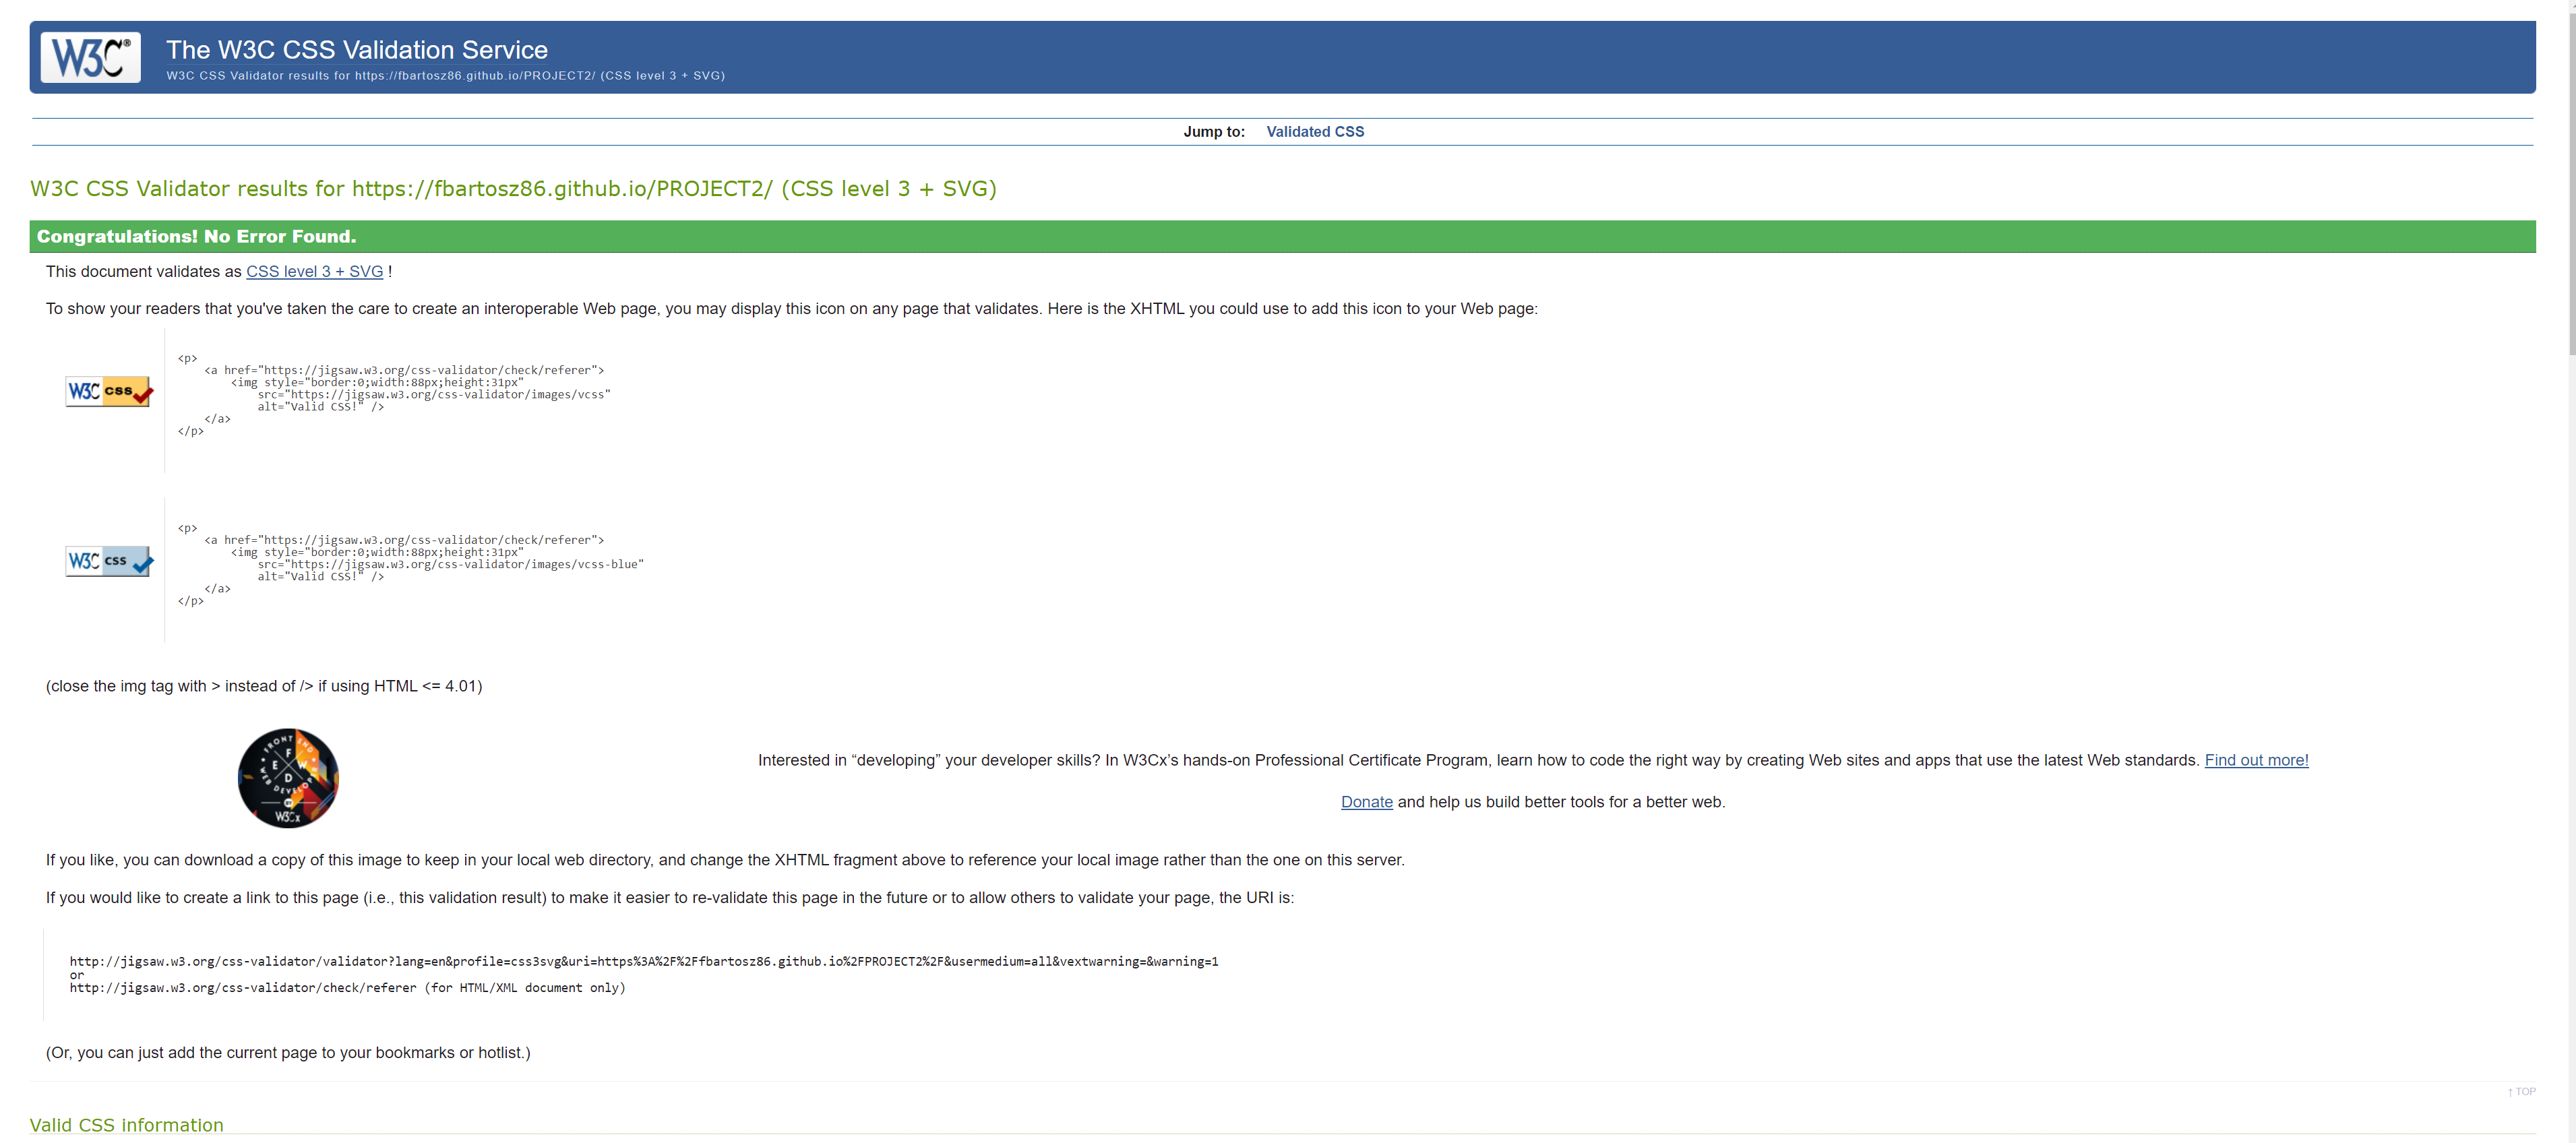 W3C®
The W3C CSS Validation Service
W3C CSS Validator results for https://fbartosz86.github.io/PROJECT2/ (CSS level 3 + SVG)
Jump to: Validated CSS
W3C CSS Validator results for https://fbartosz86.github.io/PROJECT2/ (CSS level 3 + SVG)
Congratulations! No Error Found.
This document validates as CSS level 3 + SVG !
To show your readers that you've taken the care to create an interoperable Web page, you may display this icon on any page that validates. Here is the XHTML you could use to add this icon to your Web page:
W3C css
<p>
<a href="https://jigsaw.w3.org/css-validator/check/referer">
<img style="border:0;width:88px;height:31px"
src="https://jigsaw.w3.org/css-validator/images/vcss"
alt="Valid CSS!" />
</a>
</p>
W3C css
<p>
<a href="https://jigsaw.w3.org/css-validator/check/referer">
<img style="border:0;width:88px;height:31px"
src="https://jigsaw.w3.org/css-validator/images/vcss-blue"
alt="Valid CSS!" />
</a>
</p>
(close the img tag with > instead of /> if using HTML <= 4.01)
FRONT END
F
E W
D
WEB DEVELOPER
BY
W3Cx
Interested in “developing” your developer skills? In W3Cx’s hands-on Professional Certificate Program, learn how to code the right way by creating Web sites and apps that use the latest Web standards. Find out more!
Donate and help us build better tools for a better web.
If you like, you can download a copy of this image to keep in your local web directory, and change the XHTML fragment above to reference your local image rather than the one on this server.
If you would like to create a link to this page (i.e., this validation result) to make it easier to re-validate this page in the future or to allow others to validate your page, the URI is:
http://jigsaw.w3.org/css-validator/validator?lang=en&profile=css3svg&uri=https%3A%2F%2Ffbartosz86.github.io%2FPROJECT2%2F&usermedium=all&vextwarning=&warning=1
or
http://jigsaw.w3.org/css-validator/check/referer (for HTML/XML document only)
(Or, you can just add the current page to your bookmarks or hotlist.)
↑ TOP
Valid CSS information